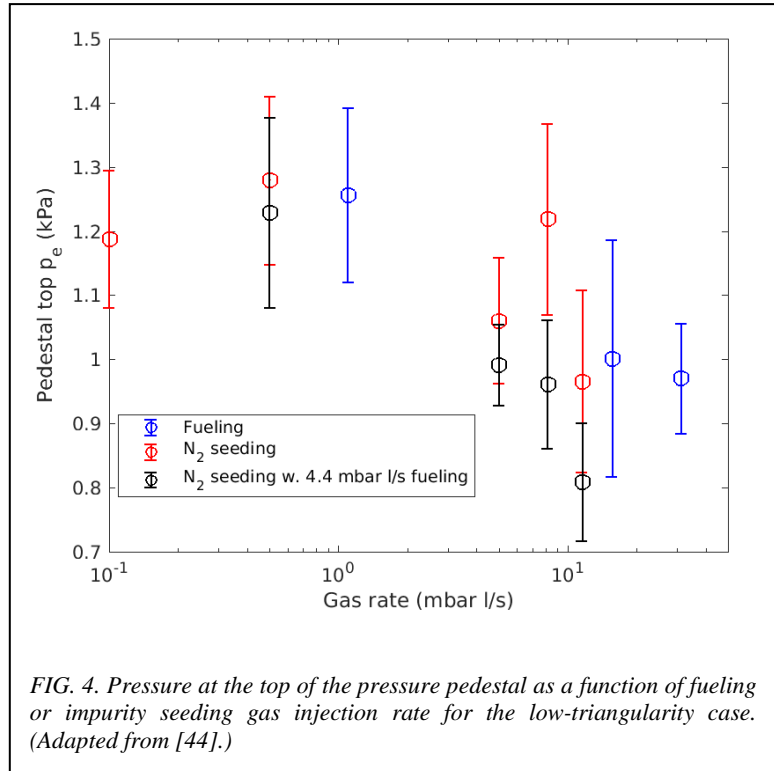 1.5
1.4
1.3
1.2
1.1
1
0.9
0.8
0.7
Pedestal top p_e (kPa)
Fueling
N_2 seeding
N_2 seeding w. 4.4 mbar l/s fueling
10^-1
10^0
10^1
Gas rate (mbar l/s)
FIG. 4. Pressure at the top of the pressure pedestal as a function of fueling
or impurity seeding gas injection rate for the low-triangularity case.
(Adapted from [44].)